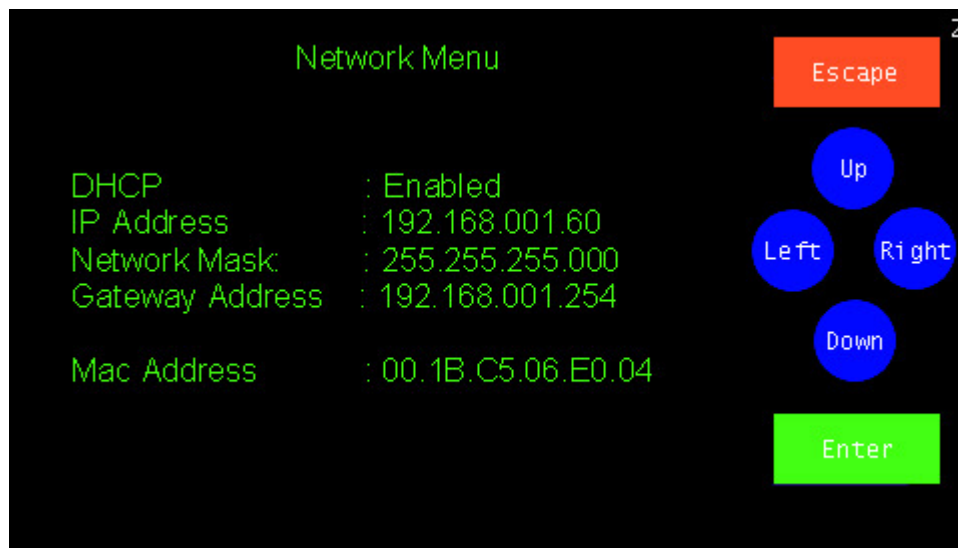 Network Menu
Escape
Up
DHCP : Enabled
IP Address : 192.168.001.60
Network Mask: : 255.255.255.000
Left Right
Gateway Address : 192.168.001.254
Down
Mac Address : 00.1B.C5.06.E0.04
Enter